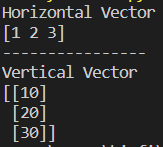 Horizontal Vector
[1 2 3]
----------------
Vertical Vector
[[10]
 [20]
 [30]]